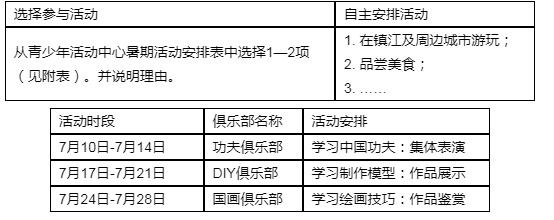 选择参与活动 自主安排活动
从青少年活动中心暑期活动安排表中选择1—2项 1. 在镇江及周边城市游玩；
（见附表）。并说明理由。 2. 品尝美食；
3. ……
活动时段 俱乐部名称 活动安排
7月10日-7月14日 功夫俱乐部 学习中国功夫：集体表演
7月17日-7月21日 DIY俱乐部 学习制作模型：作品展示
7月24日-7月28日 国画俱乐部 学习绘画技巧：作品鉴赏